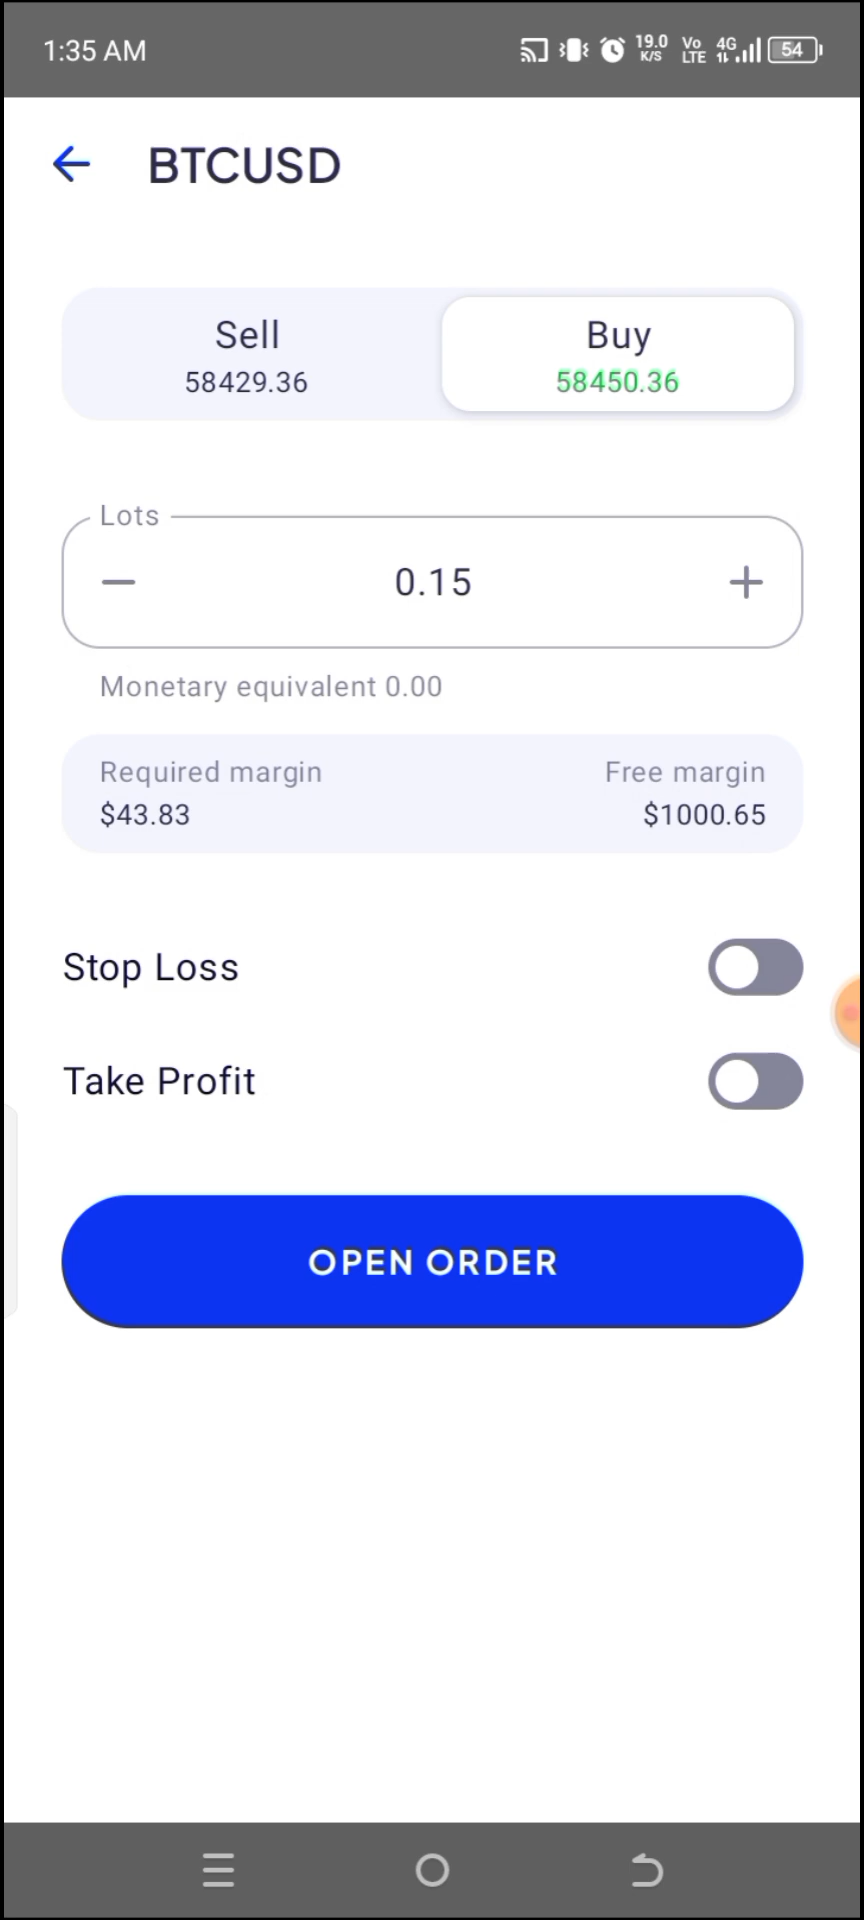 1:35 AM
19.0 K/S Vo LTE 4G 54
BTCUSD
Sell Buy
58429.36 58450.36
Lots
0.15
Monetary equivalent 0.00
Required margin Free margin
$43.83 $1000.65
Stop Loss
Take Profit
OPEN ORDER